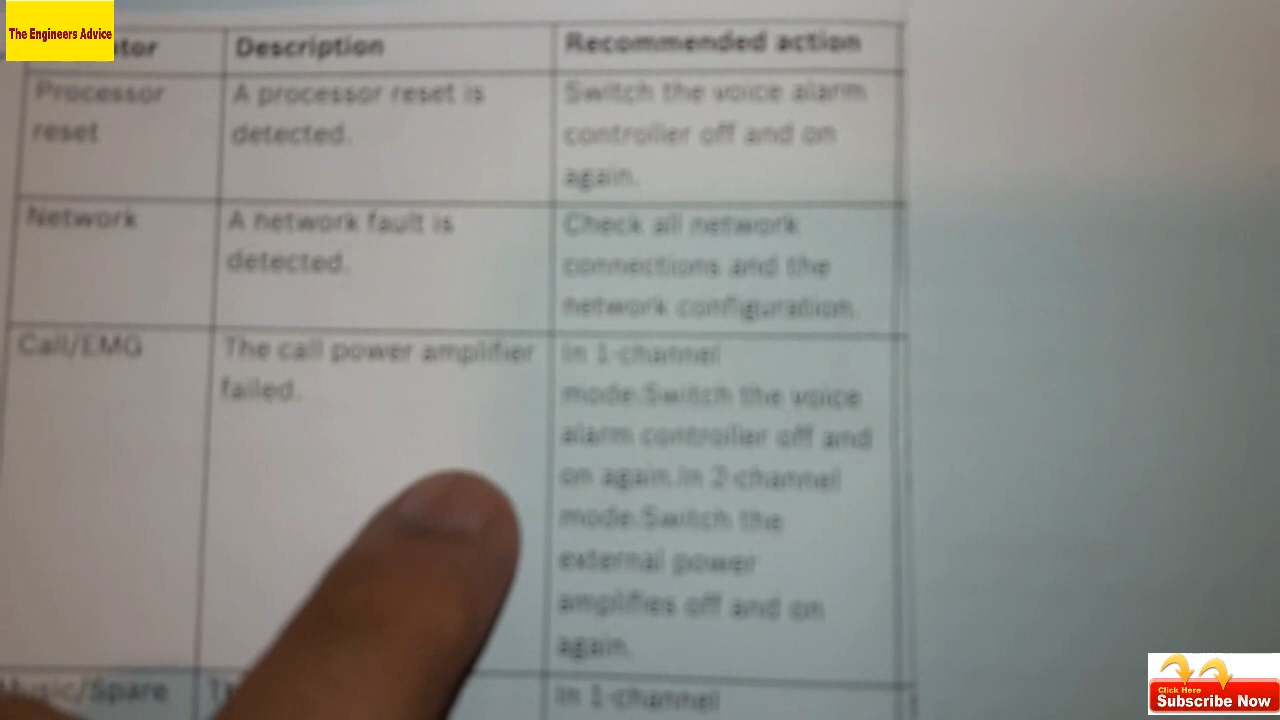 The Engineers Advice
Description
Recommended action
Processor
reset
A processor reset is
detected.
Switch the voice alarm
controller off and on
again.
Network
A network fault is
detected.
Check all network
connections and the
network configuration.
Call/EMG
The call power amplifier
failed.
In 1-channel
mode:Switch the voice
alarm controller off and
on again.In 2-channel
mode:Switch the
external power
amplifies off and on
again.
Music/Spare
In 1-channel
Click Here
Subscribe Now